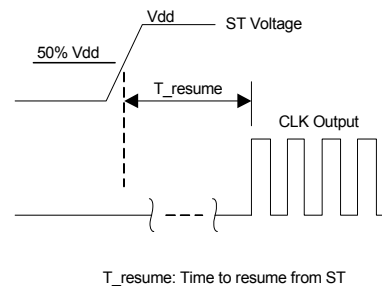 Vdd
ST Voltage
50% Vdd
T_resume
CLK Output
T_resume: Time to resume from ST